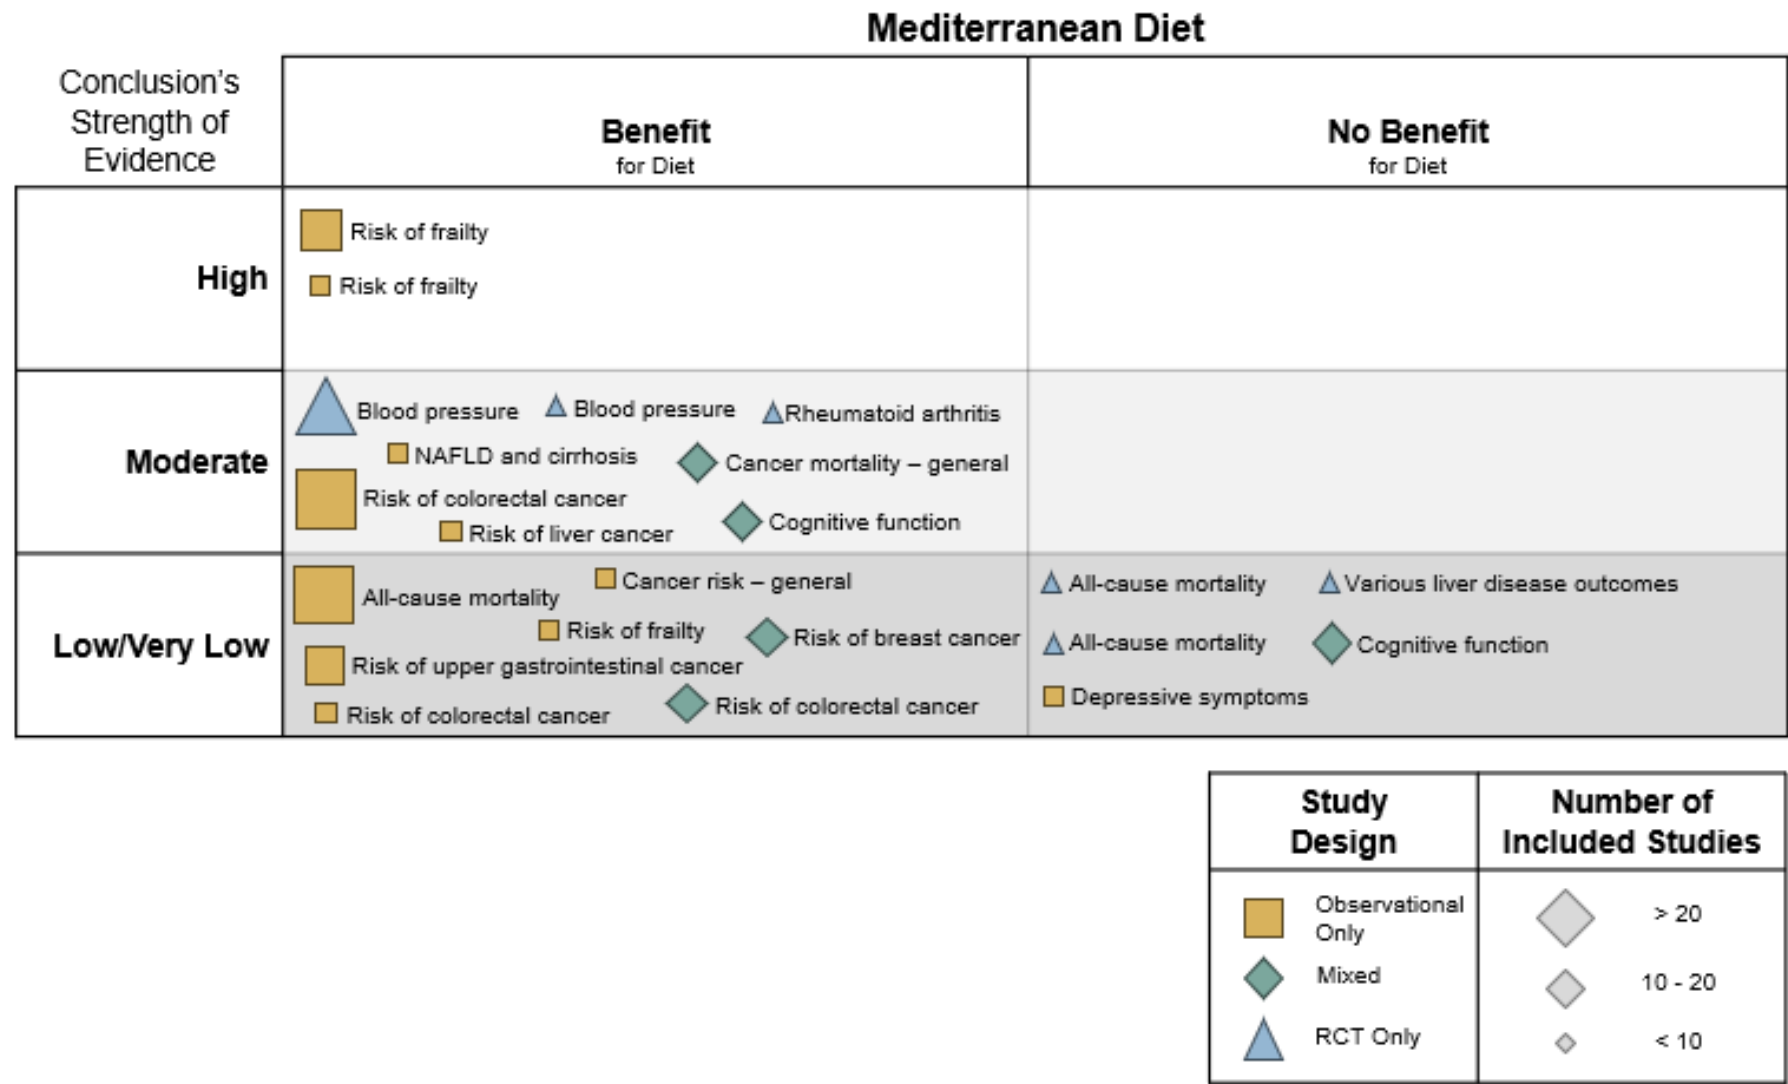 Mediterranean Diet
Conclusion's
Strength of
Evidence
Benefit
for Diet
No Benefit
for Diet
High
Risk of frailty
Risk of frailty
Moderate
Blood pressure
Blood pressure
Rheumatoid arthritis
NAFLD and cirrhosis
Cancer mortality – general
Risk of colorectal cancer
Cognitive function
Risk of liver cancer
Low/Very Low
All-cause mortality
Cancer risk – general
Risk of frailty
Risk of breast cancer
Risk of upper gastrointestinal cancer
Risk of colorectal cancer
Risk of colorectal cancer
All-cause mortality
Various liver disease outcomes
All-cause mortality
Cognitive function
Depressive symptoms
Study
Design
Number of
Included Studies
Observational
Only
> 20
Mixed
10 - 20
RCT Only
< 10